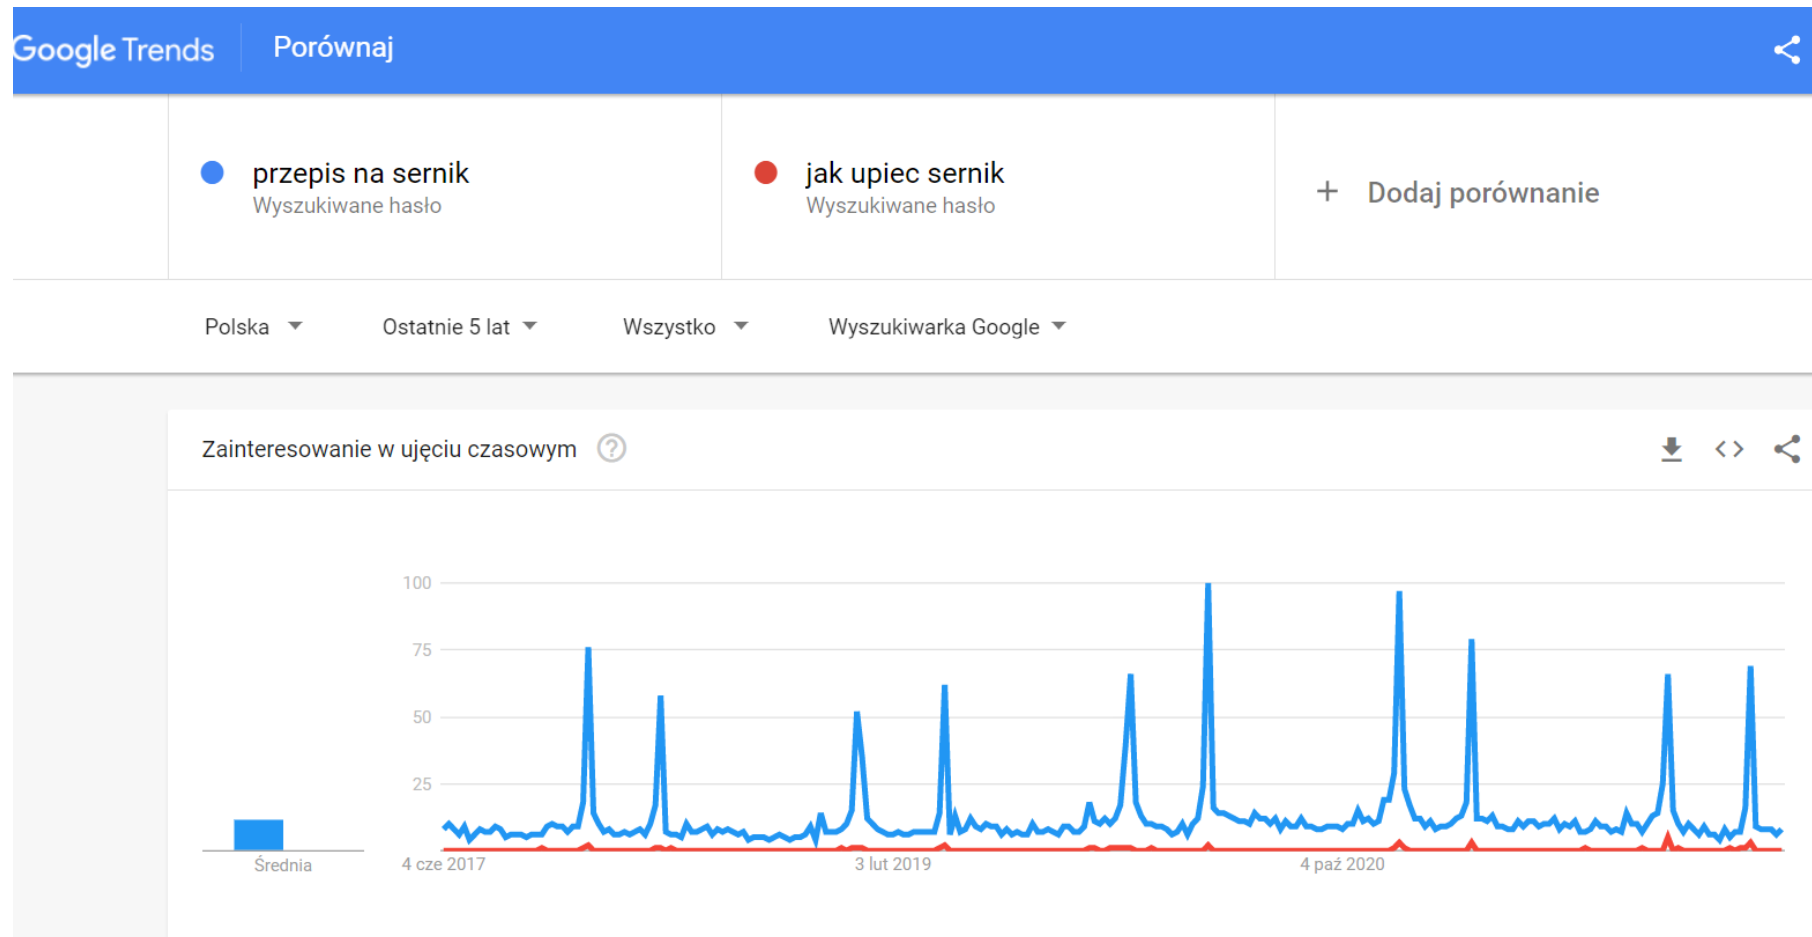 Google Trends Porównaj
przepis na sernik
Wyszukiwane hasło
jak upiec sernik
Wyszukiwane hasło
+ Dodaj porównanie
Polska Ostatnie 5 lat Wszystko Wyszukiwarka Google
Zainteresowanie w ujęciu czasowym ?
100
75
50
25
Średnia
4 cze 2017 3 lut 2019 4 paź 2020